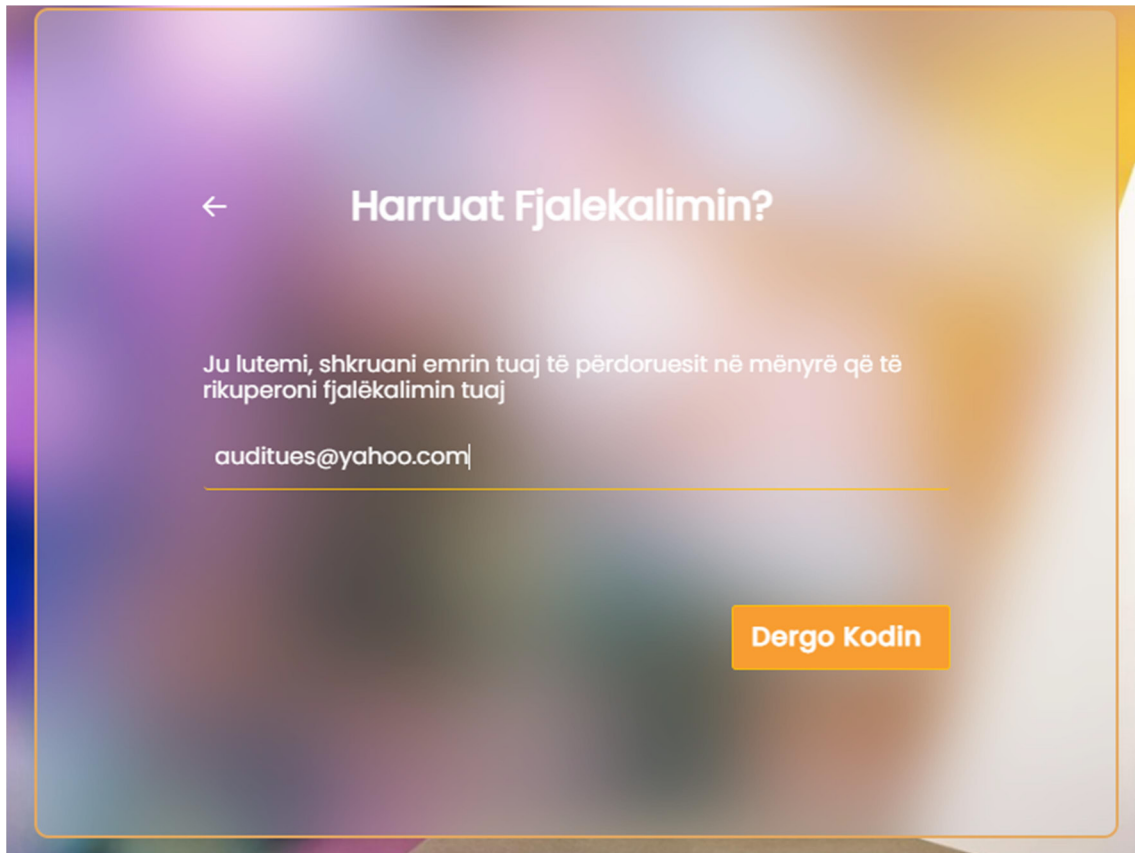 Harruat Fjalekalimin?
Ju lutemi, shkruani emrin tuaj të përdoruesit në mënyrë që të
rikuperoni fjalëkalimin tuaj
auditues@yahoo.com
Dergo Kodin